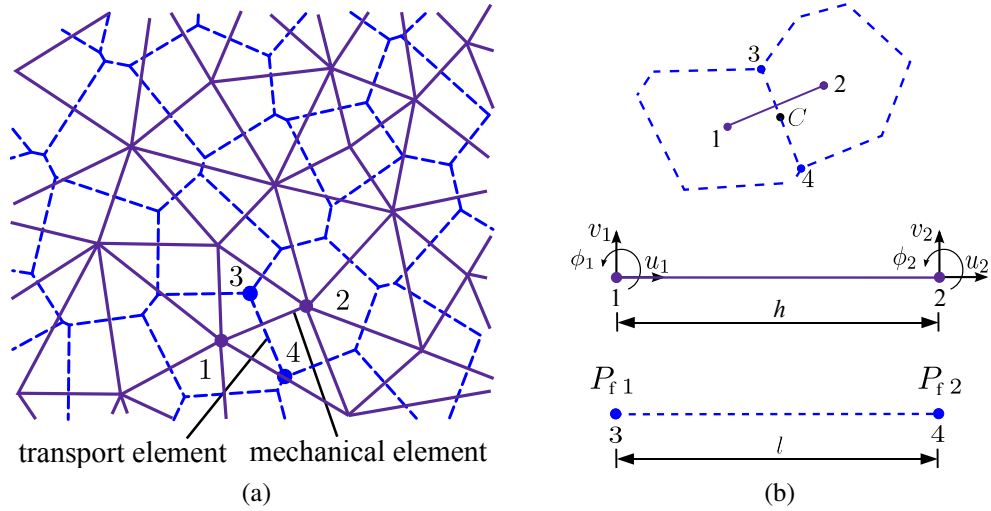 3
2
1
4
transport element
mechanical element
(a)
3
2
C
1
4
v1 v2
ϕ1 u1 ϕ2 u2
1 2
h
Pf 1 Pf 2
3 4
l
(b)